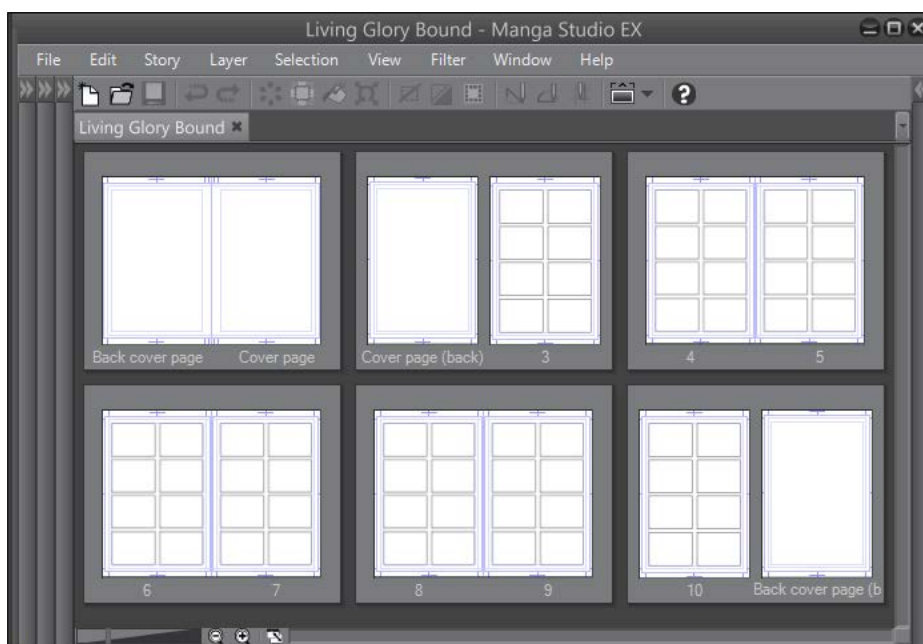 Living Glory Bound - Manga Studio EX
File Edit Story Layer Selection View Filter Window Help
Living Glory Bound
Back cover page Cover page
Cover page (back) 3
4 5
6 7
8 9
10 Back cover page (b